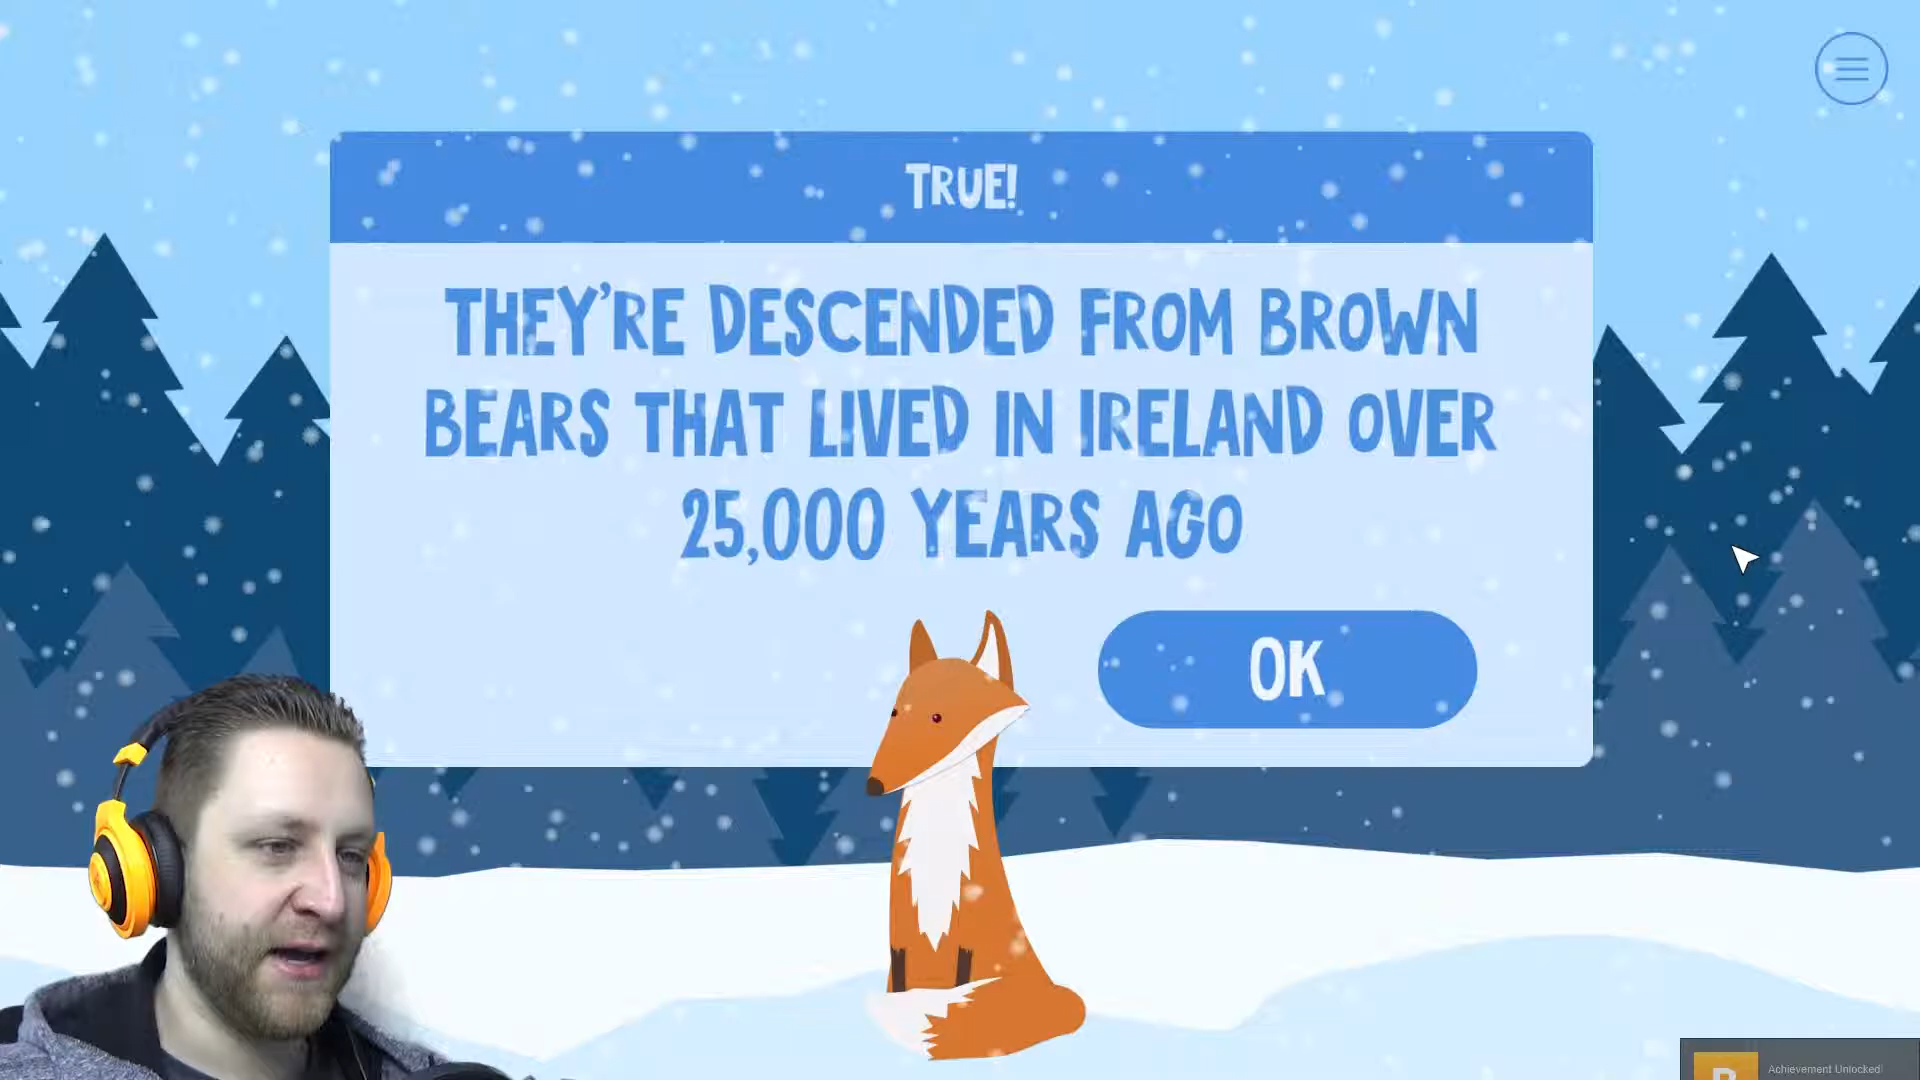 TRUE!
THEY'RE DESCENDED FROM BROWN
BEARS THAT LIVED IN IRELAND OVER
25,000 YEARS AGO
OK
Achievement Unlocked!